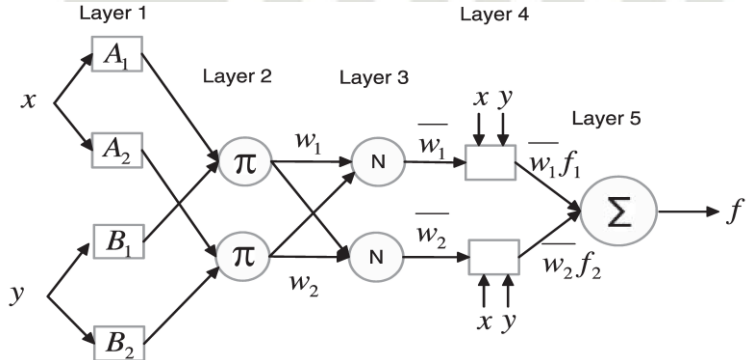 Layer 1
Layer 2
Layer 3
Layer 4
Layer 5
x
A₁
A₂
y
B₁
B₂
π
π
w₁
w₂
N
N
w̅₁
w̅₂
x y
x y
w̅₁f₁
w̅₂f₂
Σ
f